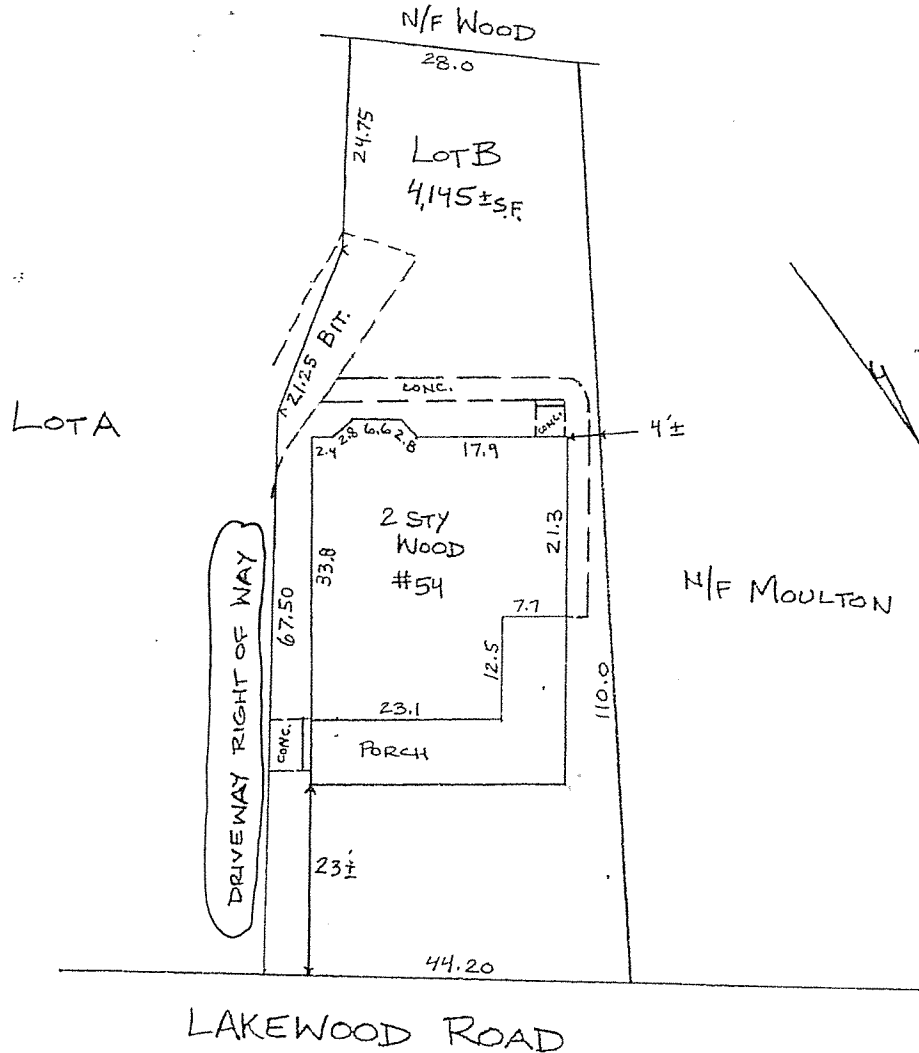 N/F WOOD
28.0
24.75
LOT B
4,145± S.F.
21.25 BIT.
CONC.
CONC.
LOT A
4'±
2.4
2.8
6.6
2.8
17.9
2 STY
WOOD
#54
33.8
21.3
N/F MOULTON
7.7
12.5
DRIVEWAY RIGHT OF WAY
67.50
110.0
23.1
CONC.
PORCH
23'±
44.20
LAKEWOOD ROAD